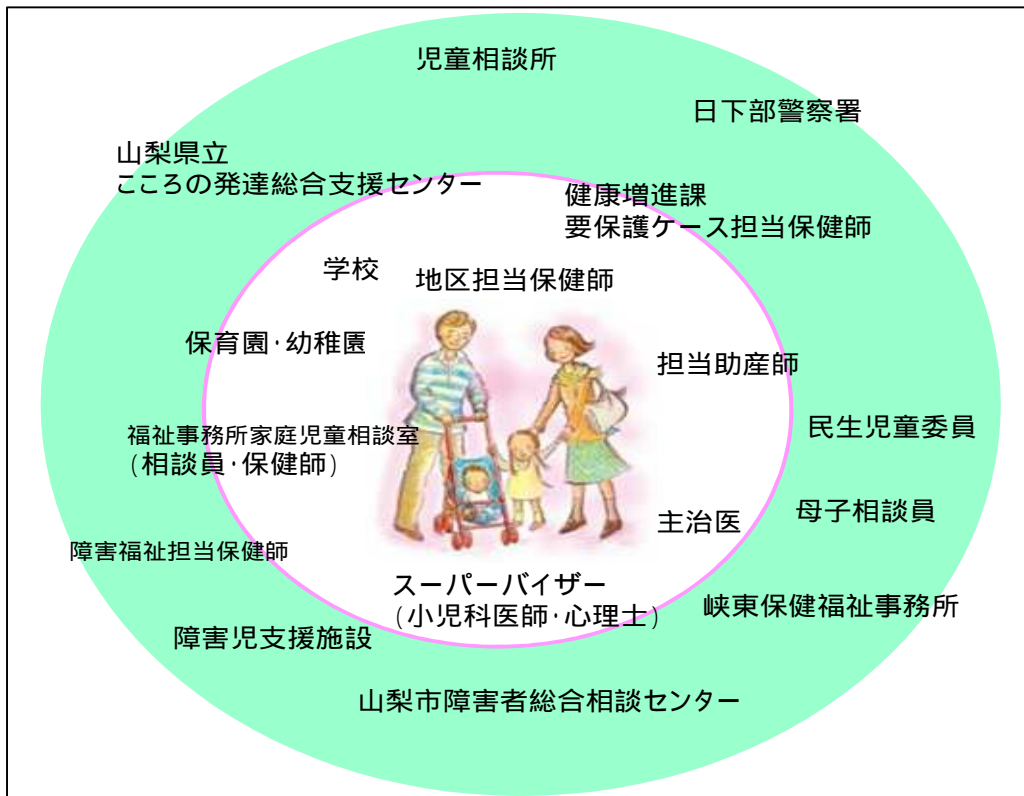 児童相談所
日下部警察署
山梨県立
こころの発達総合支援センター
健康増進課
要保護ケース担当保健師
学校
地区担当保健師
保育園・幼稚園
担当助産師
民生児童委員
福祉事務所家庭児童相談室
(相談員・保健師)
母子相談員
主治医
障害福祉担当保健師
スーパーバイザー
(小児科医師・心理士)
峡東保健福祉事務所
障害児支援施設
山梨市障害者総合相談センター